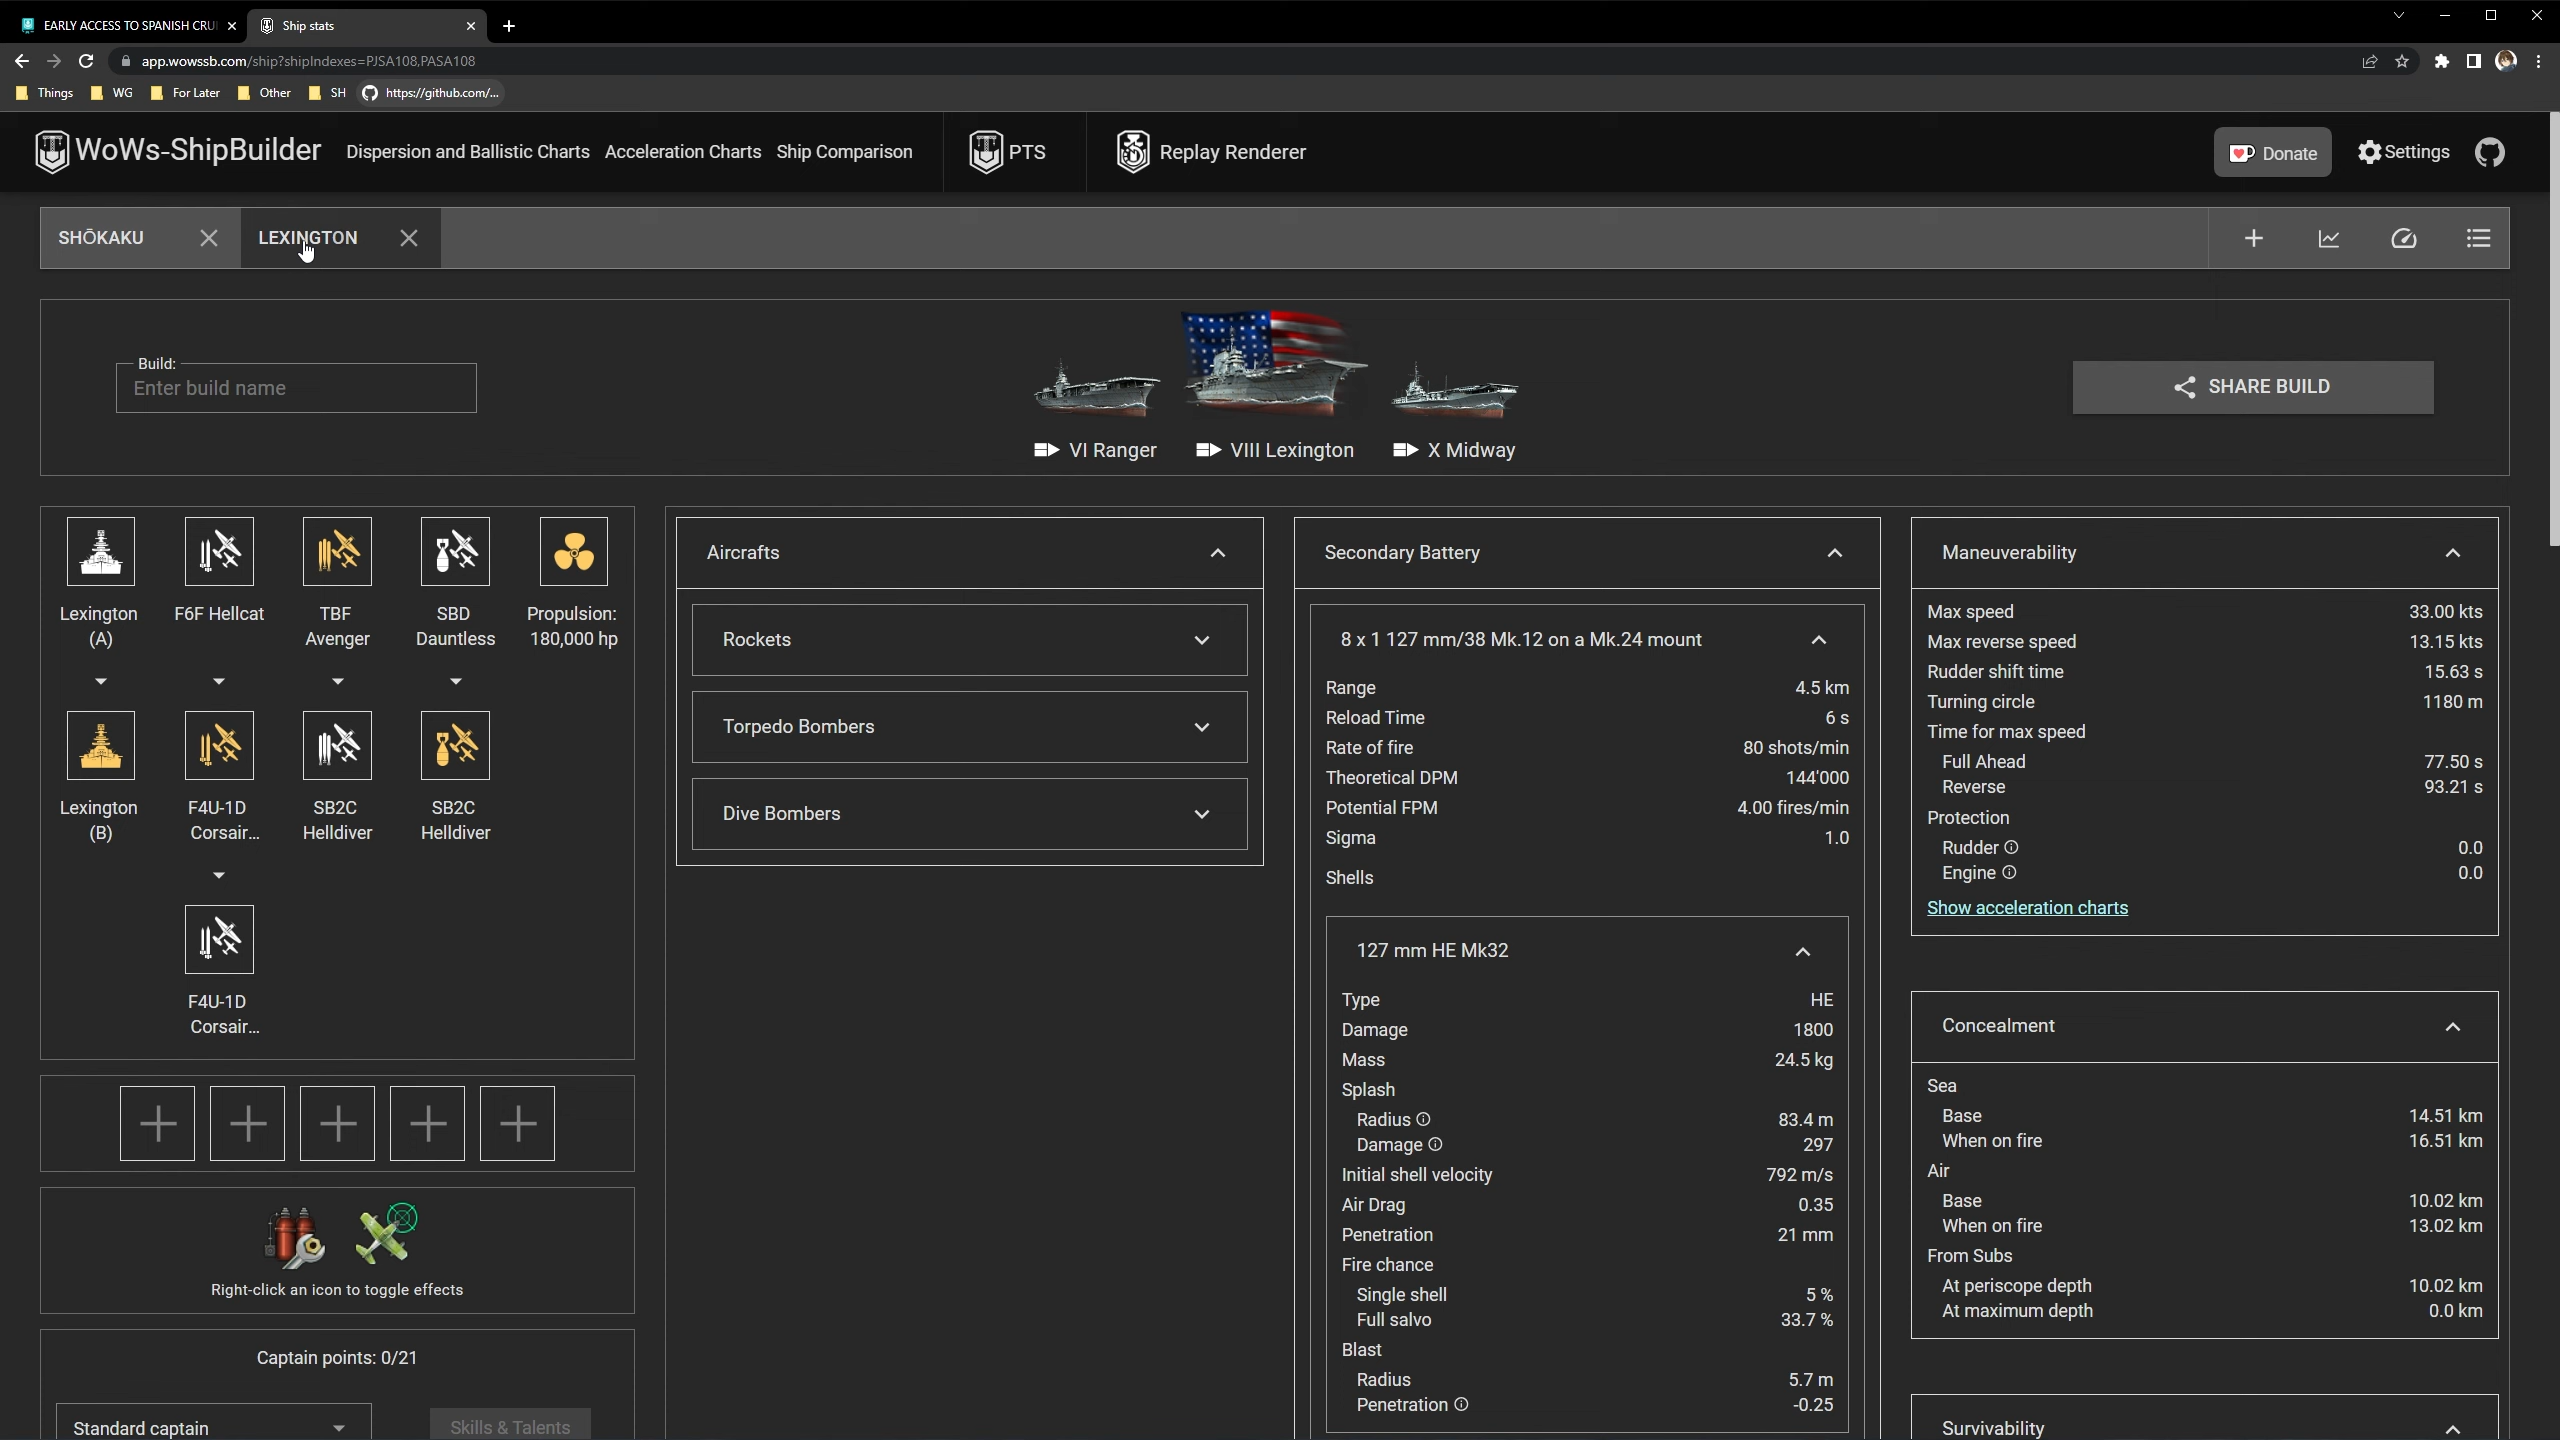 EARLY ACCESS TO SPANISH CRU
Ship stats
app.wowssb.com/ship?shipIndexes=PJSA108,PASA108
Things
WG
For Later
Other
SH
https://github.com/...
WoWs-ShipBuilder
Dispersion and Ballistic Charts
Acceleration Charts
Ship Comparison
PTS
Replay Renderer
Donate
Settings
SHŌKAKU
LEXINGTON
Build:
Enter build name
VI Ranger
VIII Lexington
X Midway
SHARE BUILD
Lexington
(A)
F6F Hellcat
TBF
Avenger
SBD
Dauntless
Propulsion:
180,000 hp
Lexington
(B)
F4U-1D
Corsair...
SB2C
Helldiver
SB2C
Helldiver
F4U-1D
Corsair...
Right-click an icon to toggle effects
Captain points: 0/21
Standard captain
Skills & Talents
Aircrafts
Rockets
Torpedo Bombers
Dive Bombers
Secondary Battery
8 x 1 127 mm/38 Mk.12 on a Mk.24 mount
Range 4.5 km
Reload Time 6 s
Rate of fire 80 shots/min
Theoretical DPM 144'000
Potential FPM 4.00 fires/min
Sigma 1.0
Shells
127 mm HE Mk32
Type HE
Damage 1800
Mass 24.5 kg
Splash
Radius 83.4 m
Damage 297
Initial shell velocity 792 m/s
Air Drag 0.35
Penetration 21 mm
Fire chance
Single shell 5 %
Full salvo 33.7 %
Blast
Radius 5.7 m
Penetration -0.25
Maneuverability
Max speed 33.00 kts
Max reverse speed 13.15 kts
Rudder shift time 15.63 s
Turning circle 1180 m
Time for max speed
Full Ahead 77.50 s
Reverse 93.21 s
Protection
Rudder 0.0
Engine 0.0
Show acceleration charts
Concealment
Sea
Base 14.51 km
When on fire 16.51 km
Air
Base 10.02 km
When on fire 13.02 km
From Subs
At periscope depth 10.02 km
At maximum depth 0.0 km
Survivability